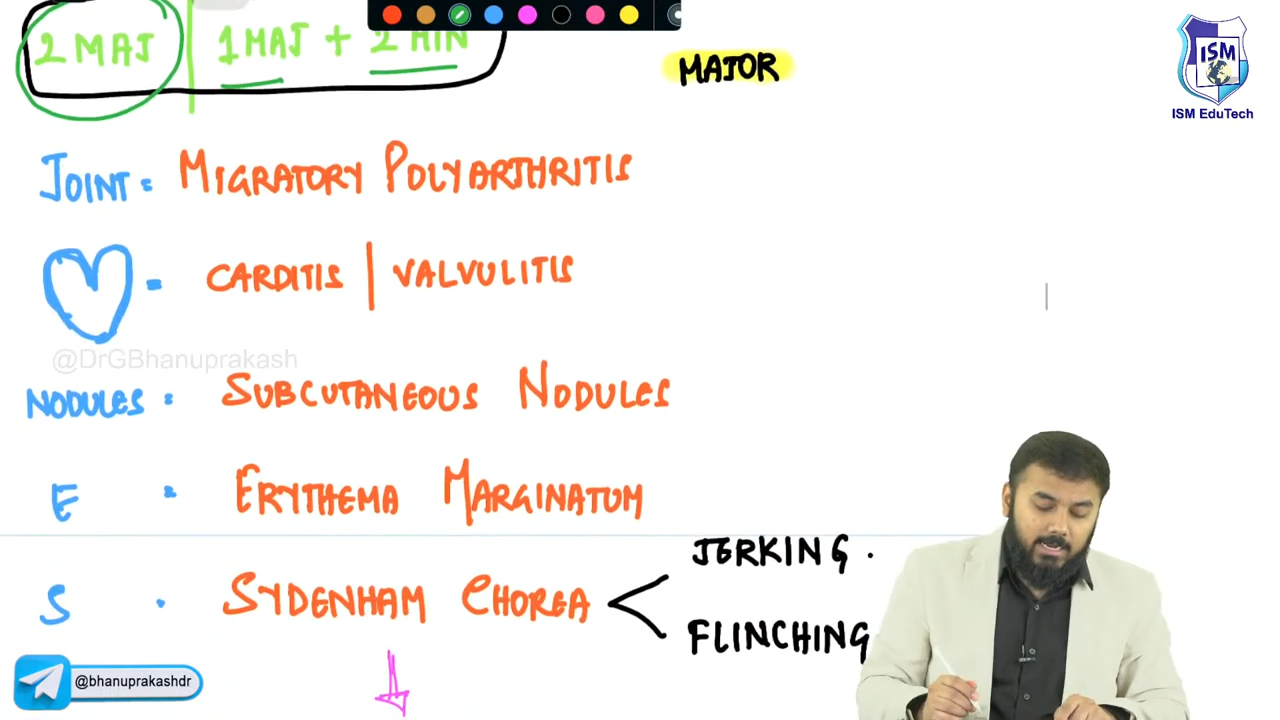 2 MAJ | 1 MAJ + 2 MIN
MAJOR
ISM
ISM EduTech
JOINT = MIGRATORY POLYARTHRITIS
= CARDITIS | VALVULITIS
@DrGBhanuprakash
NODULES = SUBCUTANEOUS NODULES
E = ERYTHEMA MARGINATUM
S . SYDENHAM CHOREA < JERKING .
FLINCHING
@bhanuprakashdr